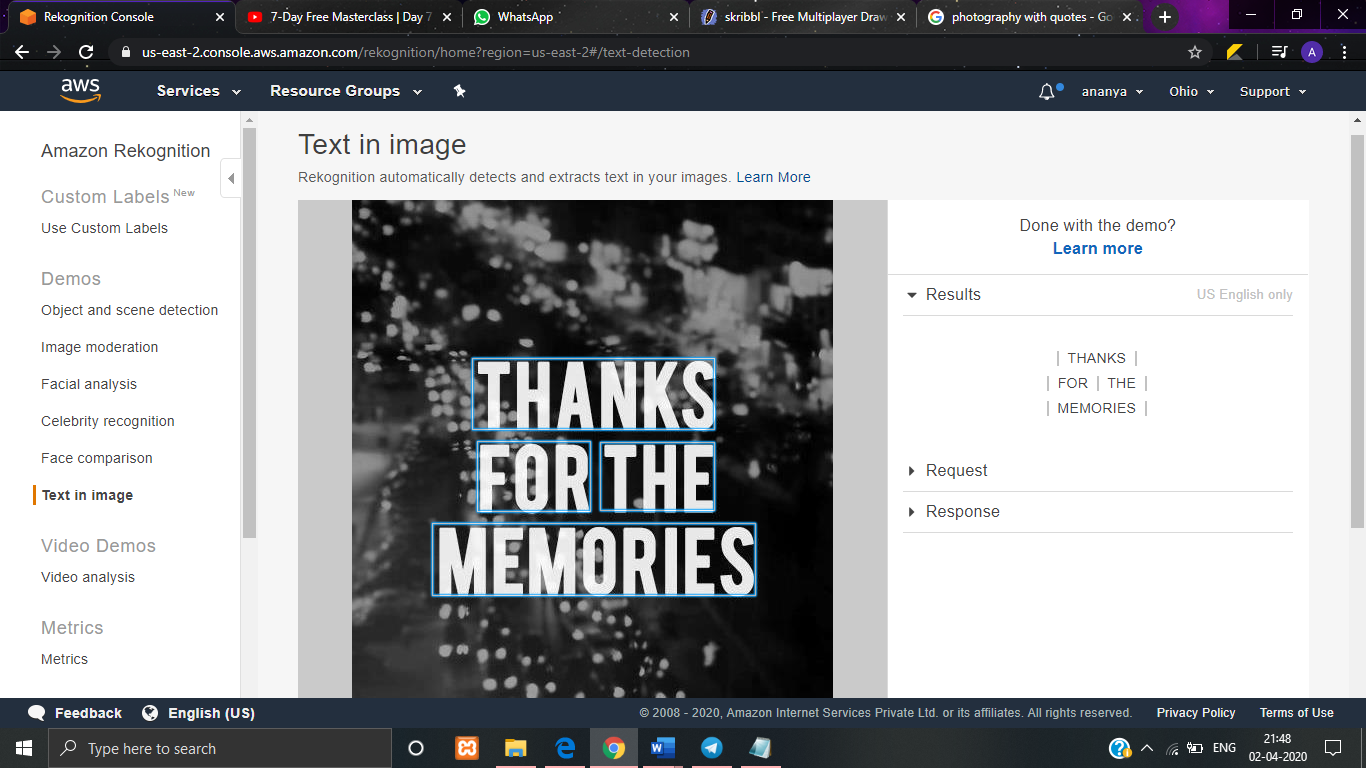 Rekognition Console
7-Day Free Masterclass | Day 7
WhatsApp
skribbl - Free Multiplayer Draw
photography with quotes - Go
us-east-2.console.aws.amazon.com/rekognition/home?region=us-east-2#/text-detection
A
aws
Services
Resource Groups
ananya
Ohio
Support
Amazon Rekognition
Custom Labels New
Use Custom Labels
Demos
Object and scene detection
Image moderation
Facial analysis
Celebrity recognition
Face comparison
Text in image
Video Demos
Video analysis
Metrics
Metrics
Text in image
Rekognition automatically detects and extracts text in your images. Learn More
THANKS
FOR THE
MEMORIES
Done with the demo?
Learn more
Results
US English only
| THANKS |
| FOR | THE |
| MEMORIES |
Request
Response
Feedback
English (US)
© 2008 - 2020, Amazon Internet Services Private Ltd. or its affiliates. All rights reserved.
Privacy Policy
Terms of Use
Type here to search
ENG
21:48
02-04-2020